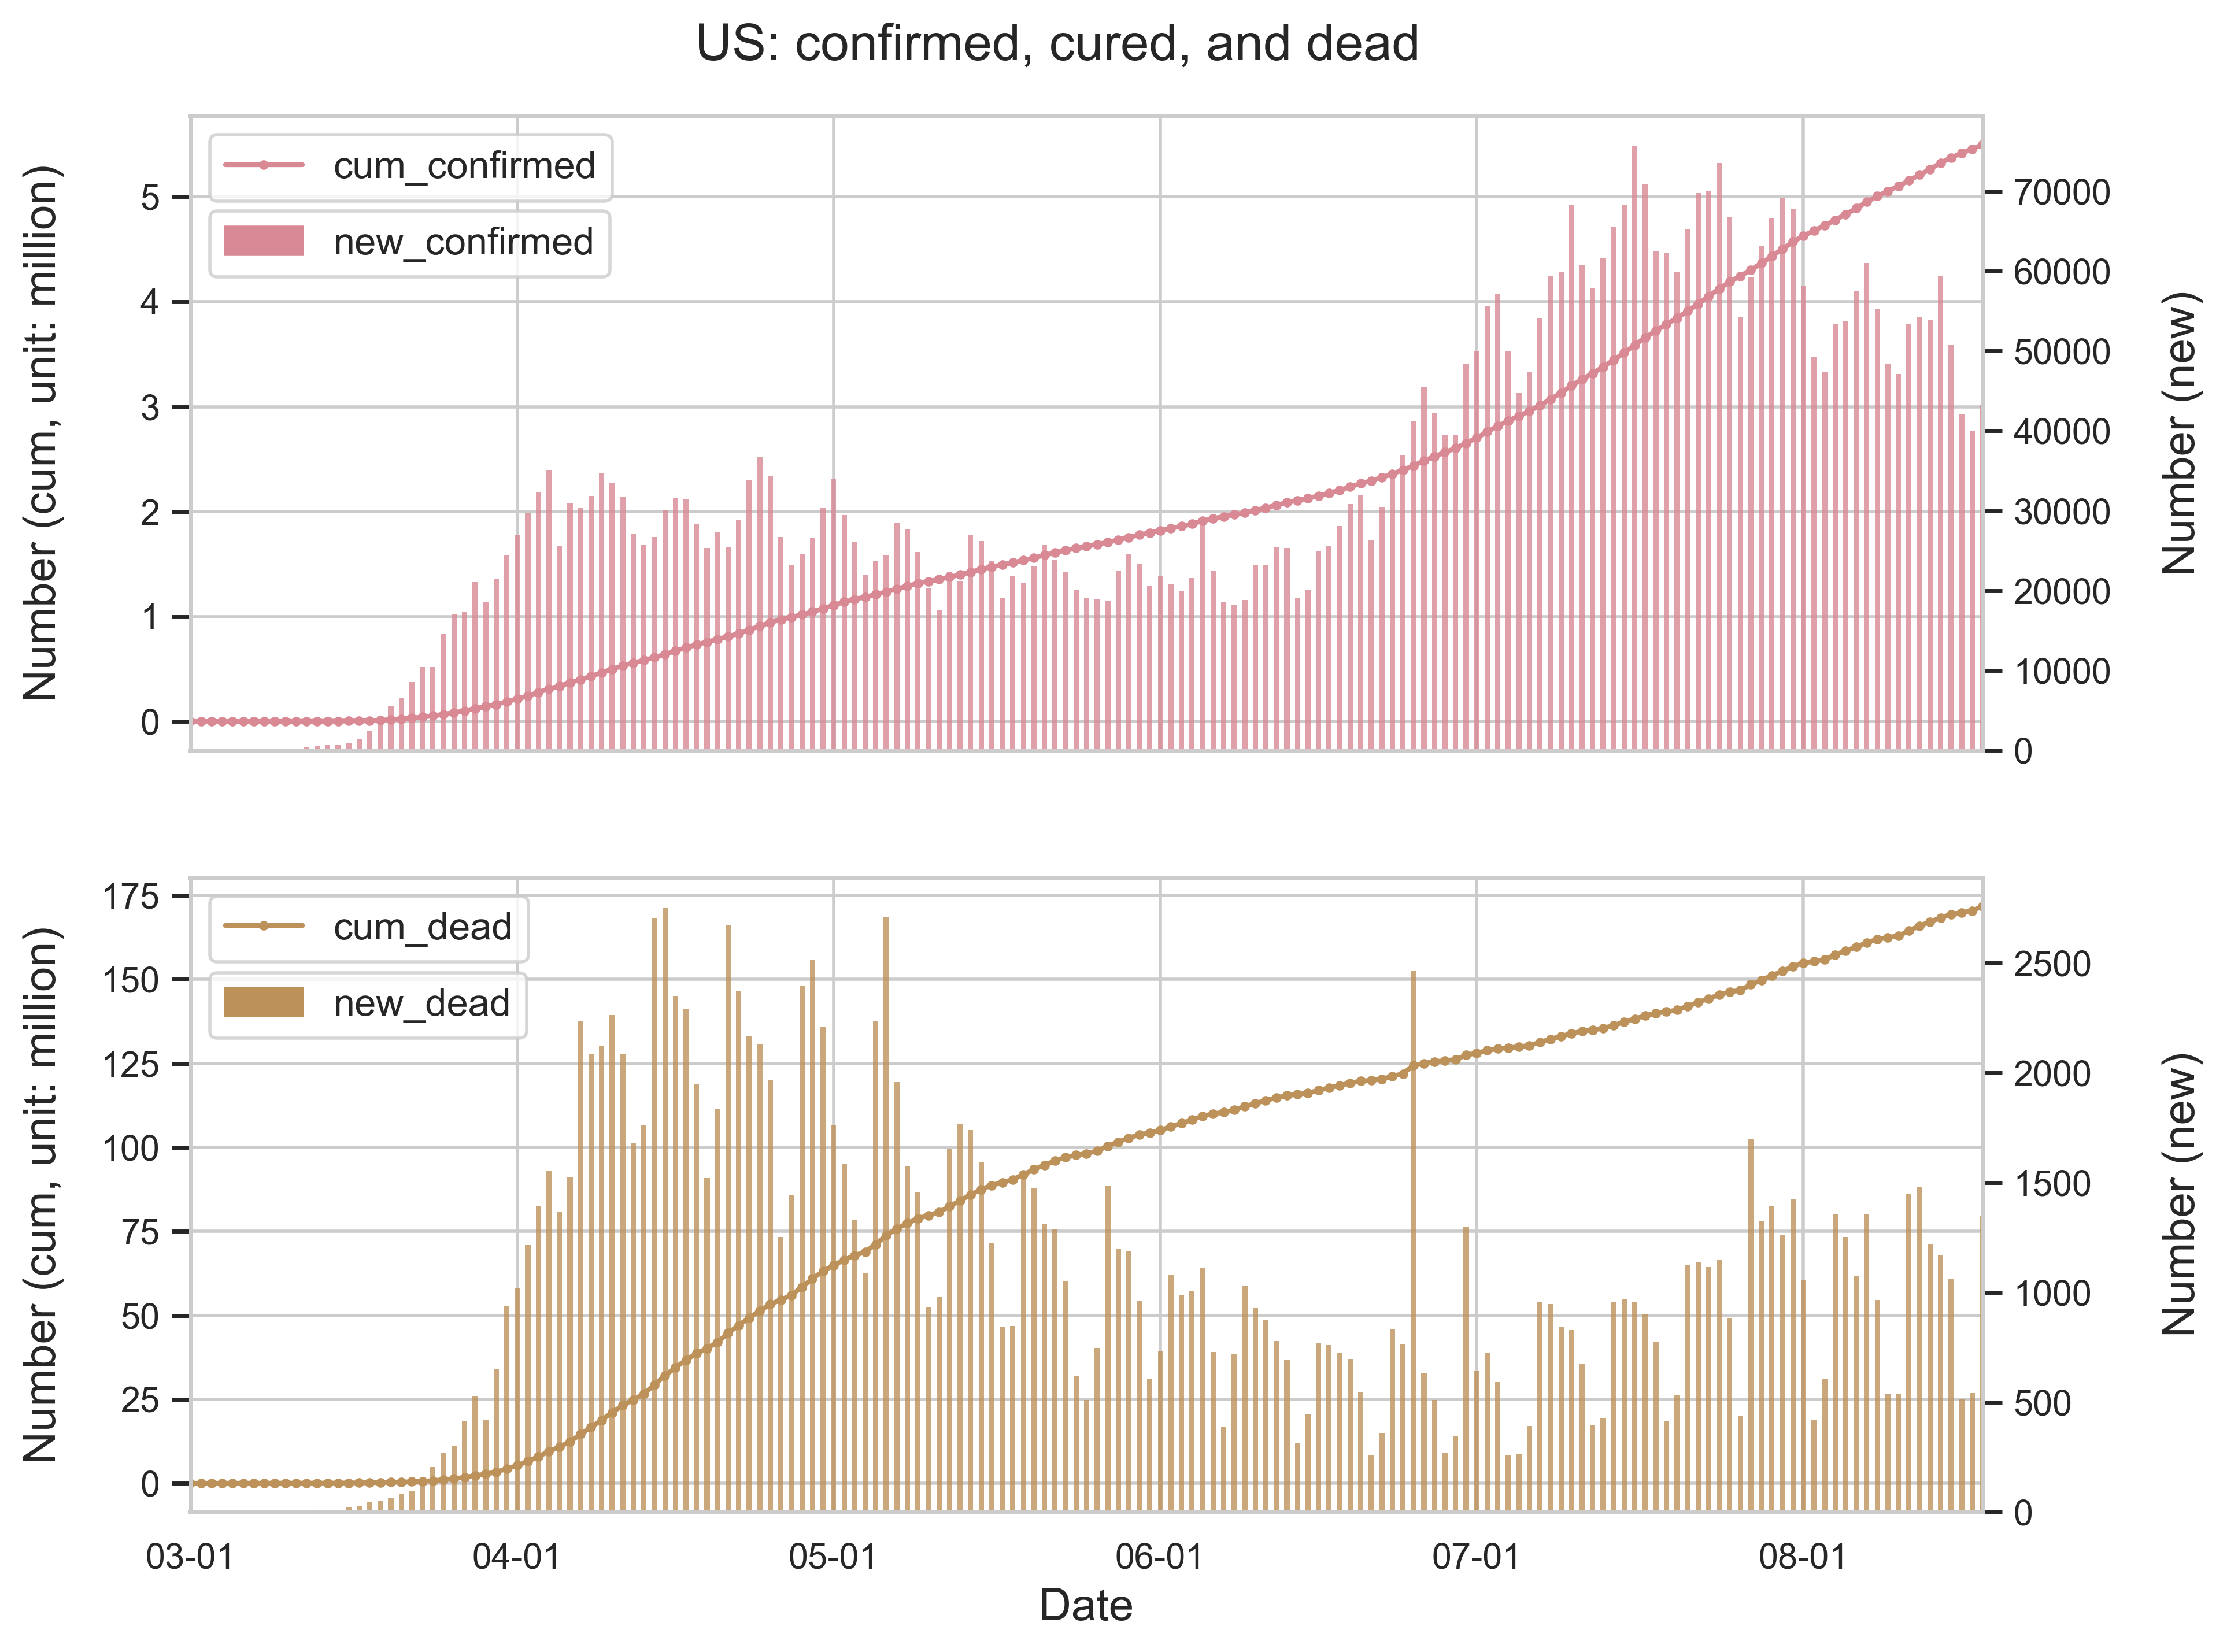 US: confirmed, cured, and dead
Number (cum, unit: million)
5
4
3
2
1
0
cum_confirmed
new_confirmed
70000
60000
50000
40000
30000
20000
10000
0
Number (new)
Number (cum, unit: million)
175
150
125
100
75
50
25
0
cum_dead
new_dead
2500
2000
1500
1000
500
0
Number (new)
03-01 04-01 05-01 06-01 07-01 08-01
Date